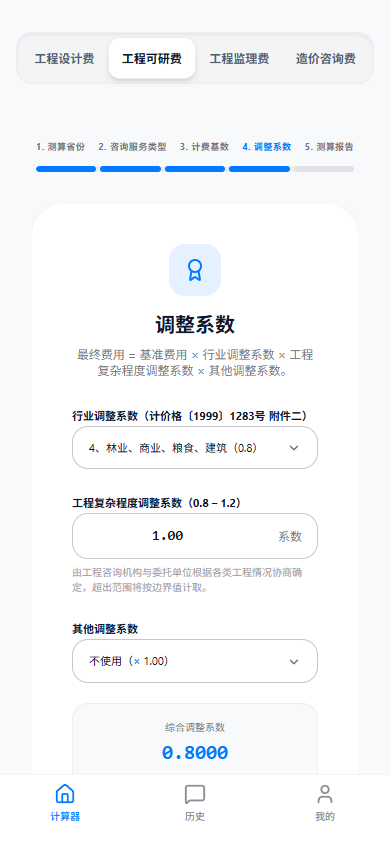 工程设计费 工程可研费 工程监理费 造价咨询费
1. 测算省份 2. 咨询服务类型 3. 计费基数 4. 调整系数 5. 测算报告
调整系数
最终费用 = 基准费用 × 行业调整系数 × 工程
复杂程度调整系数 × 其他调整系数。
行业调整系数（计价格〔1999〕1283号 附件二）
4、林业、商业、粮食、建筑（0.8）
工程复杂程度调整系数（0.8 – 1.2）
1.00 系数
由工程咨询机构与委托单位根据各类工程情况协商确
定，超出范围将按边界值计取。
其他调整系数
不使用（× 1.00）
综合调整系数
0.8000
计算器 历史 我的